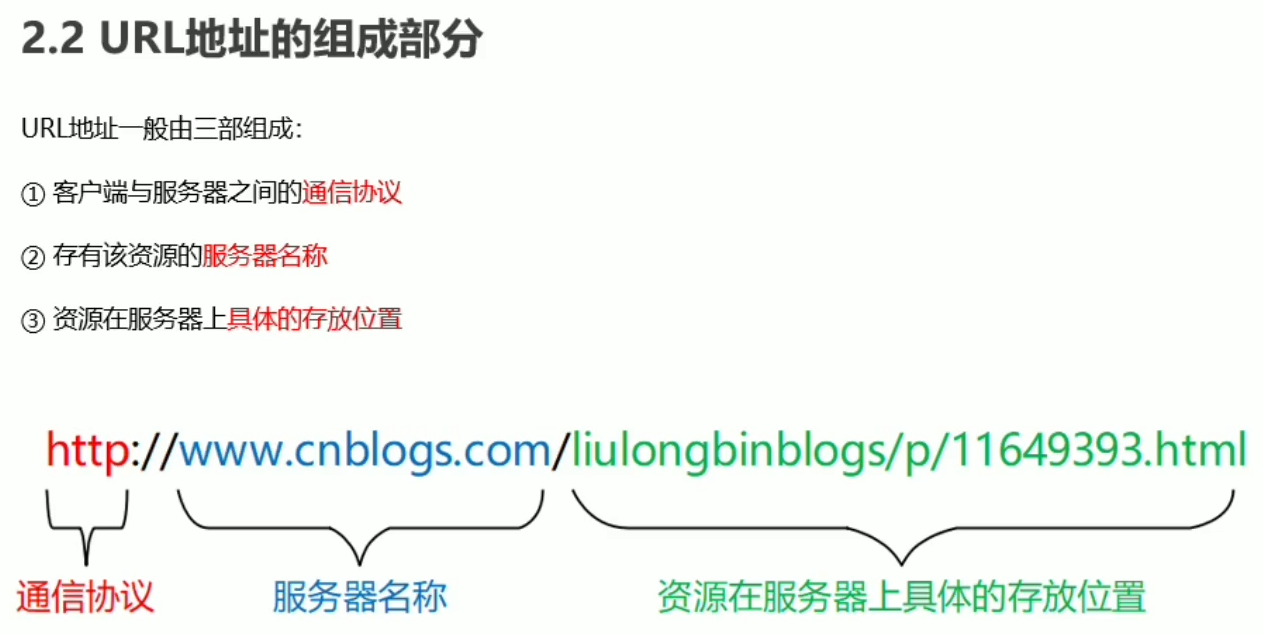 2.2 URL地址的组成部分
URL地址一般由三部组成：
① 客户端与服务器之间的通信协议
② 存有该资源的服务器名称
③ 资源在服务器上具体的存放位置
http://www.cnblogs.com/liulongbinblogs/p/11649393.html
通信协议 服务器名称 资源在服务器上具体的存放位置